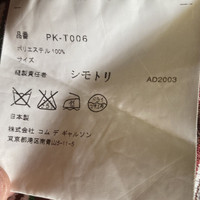 品番 PK-T006
ポリエステル100%
サイズ
縫製責任者 シモトリ AD2003
日本製
株式会社 コム デ ギャルソン
東京都港区南青山5-11-5